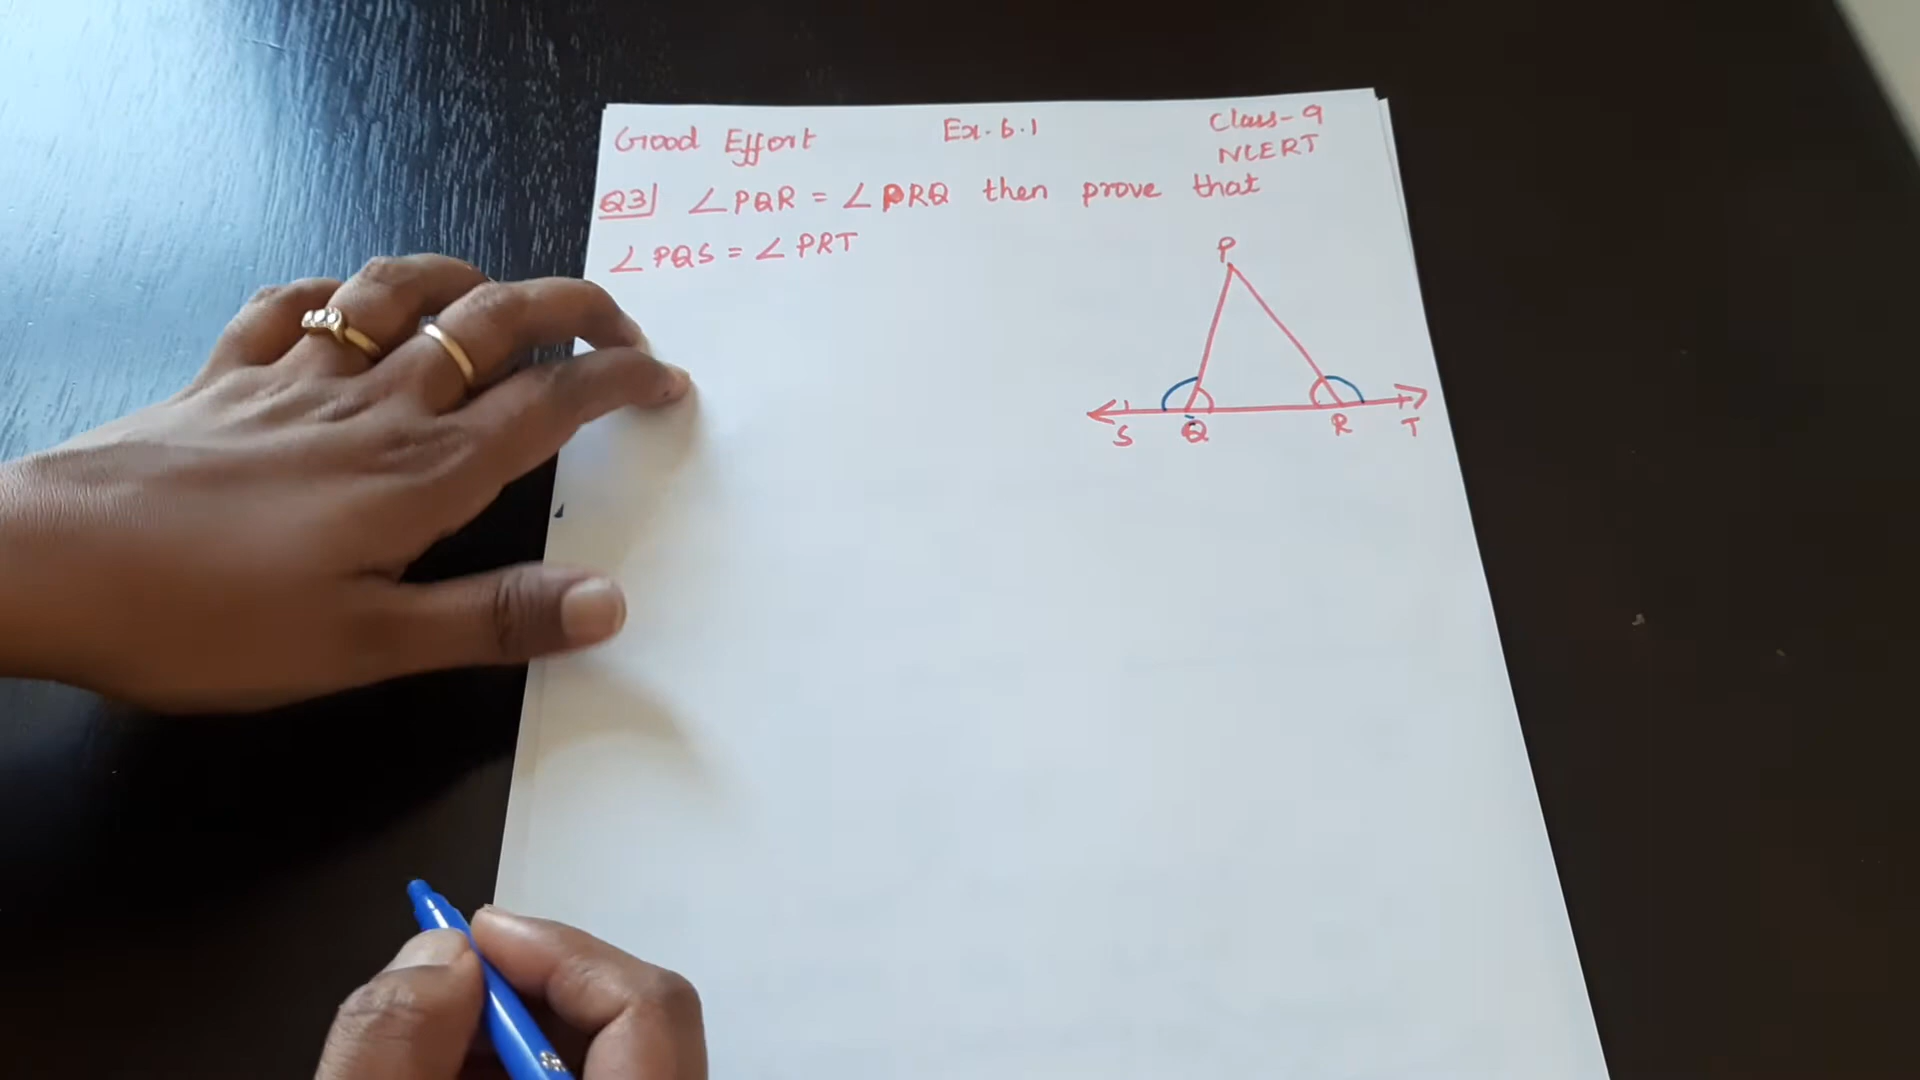 Good Effort Ex. 6.1 Class-9
NCERT
Q3| ∠PQR = ∠PRQ then prove that
∠PQS = ∠PRT
P
S Q R T